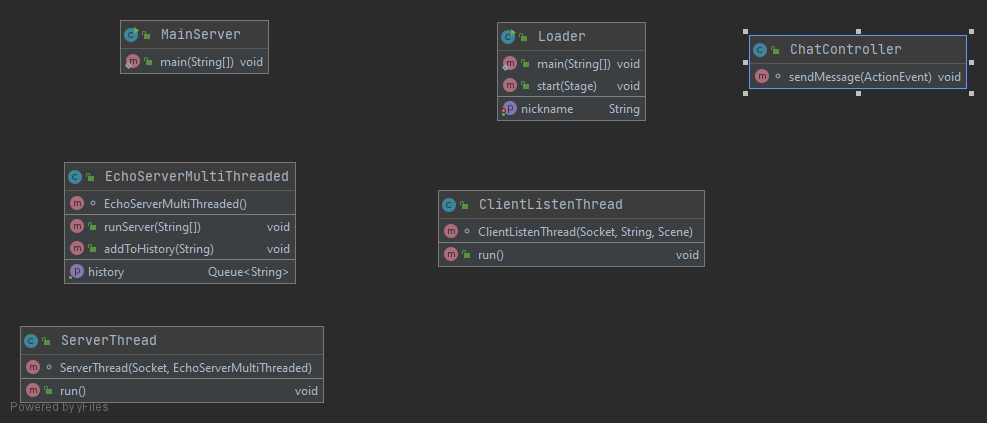 MainServer
main(String[]) void
Loader
main(String[]) void
start(Stage) void
nickname String
ChatController
sendMessage(ActionEvent) void
EchoServerMultiThreaded
EchoServerMultiThreaded()
runServer(String[]) void
addToHistory(String) void
history Queue<String>
ClientListenThread
ClientListenThread(Socket, String, Scene)
run() void
ServerThread
ServerThread(Socket, EchoServerMultiThreaded)
run() void
Powered by yFiles